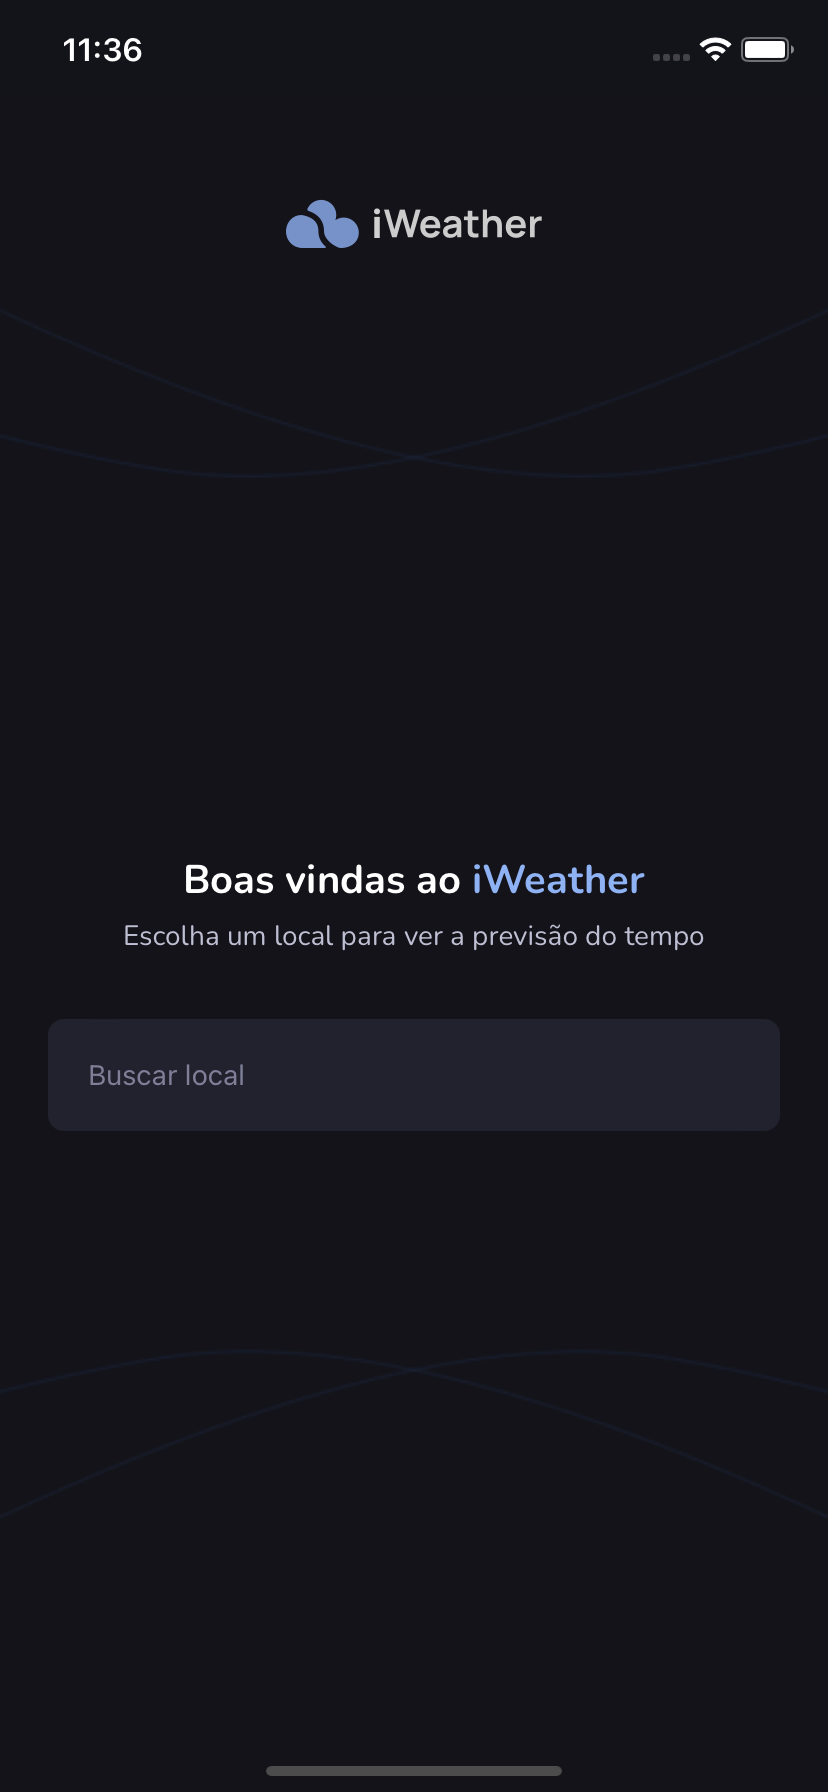 11:36
iWeather
Boas vindas ao iWeather
Escolha um local para ver a previsão do tempo
Buscar local